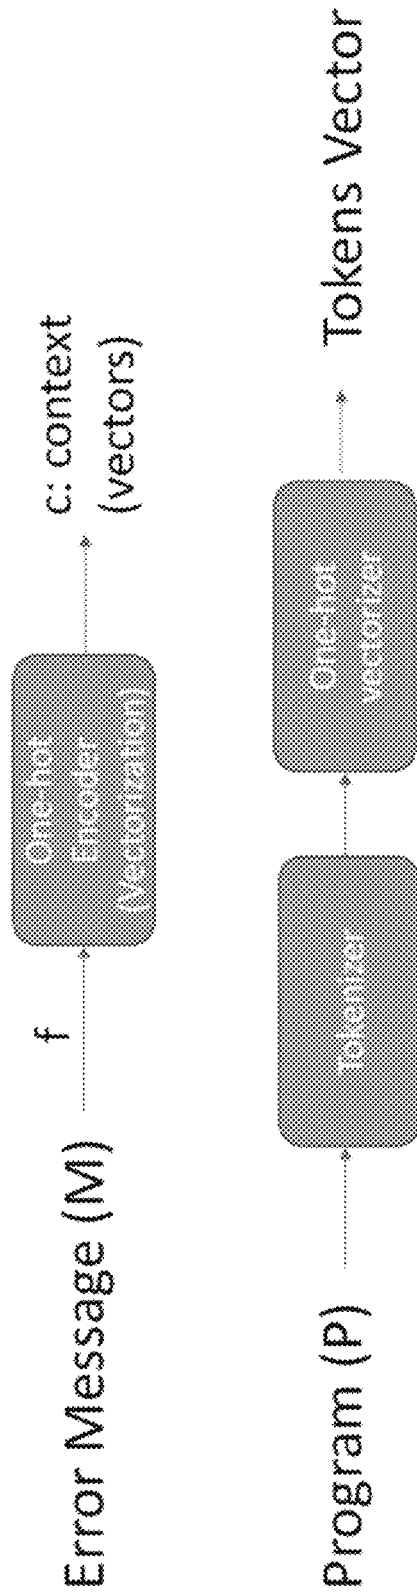 Error Message (M)
f
One-hot
Encoder
(Vectorization)
c: context
(vectors)
Program (P)
Tokenizer
One-hot
vectorizer
Tokens Vector